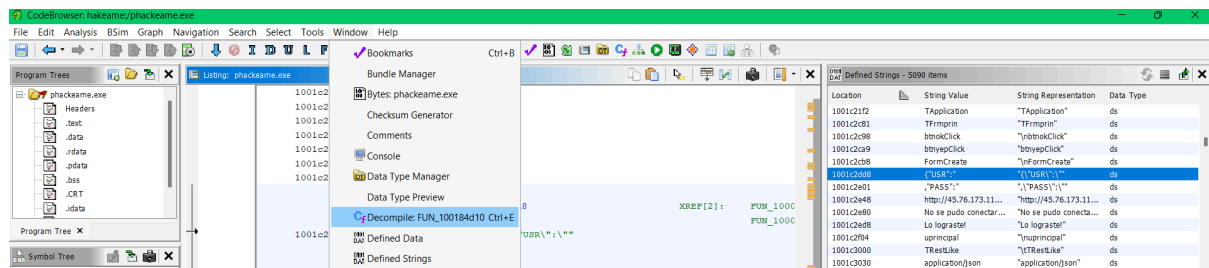 CodeBrowser: hakeame:/phackeame.exe
File Edit Analysis BSim Graph Navigation Search Select Tools Window Help
I D U L F
Program Trees
phackeame.exe
Headers
.text
.data
.rdata
.pdata
.bss
.CRT
.idata
Program Tree
Symbol Tree
Listing: phackeame.exe
1001c2
1001c2
1001c2
1001c2
1001c2
1001c2
1001c2
1001c2
XREF[2]: FUN_1000
FUN_1000
USR\":\""
Bookmarks Ctrl+B
Bundle Manager
Bytes: phackeame.exe
Checksum Generator
Comments
Console
Data Type Manager
Data Type Preview
Decompile: FUN_100184d10 Ctrl+E
Defined Data
Defined Strings
Defined Strings - 5090 items
Location String Value String Representation Data Type
1001c21f2 TApplication "TApplication" ds
1001c2c81 TFrmprin "TFrmprin" ds
1001c2c98 btnokClick "\nbtnokClick" ds
1001c2ca9 btnyepClick "btnyepClick" ds
1001c2cb8 FormCreate "\nFormCreate" ds
1001c2dd8 {"USR":" "{\"USR\":\"" ds
1001c2e01 ,"PASS":" ",\"PASS\":\"" ds
1001c2e48 http://45.76.173.11... "http://45.76.173.11... ds
1001c2e80 No se pudo conectar... "No se pudo conecta... ds
1001c2ed8 Lo lograste! "Lo lograste!" ds
1001c2f04 uprincipal "\nuprincipal" ds
1001c3000 TRestLike "\tTRestLike" ds
1001c3030 application/json "application/json" ds